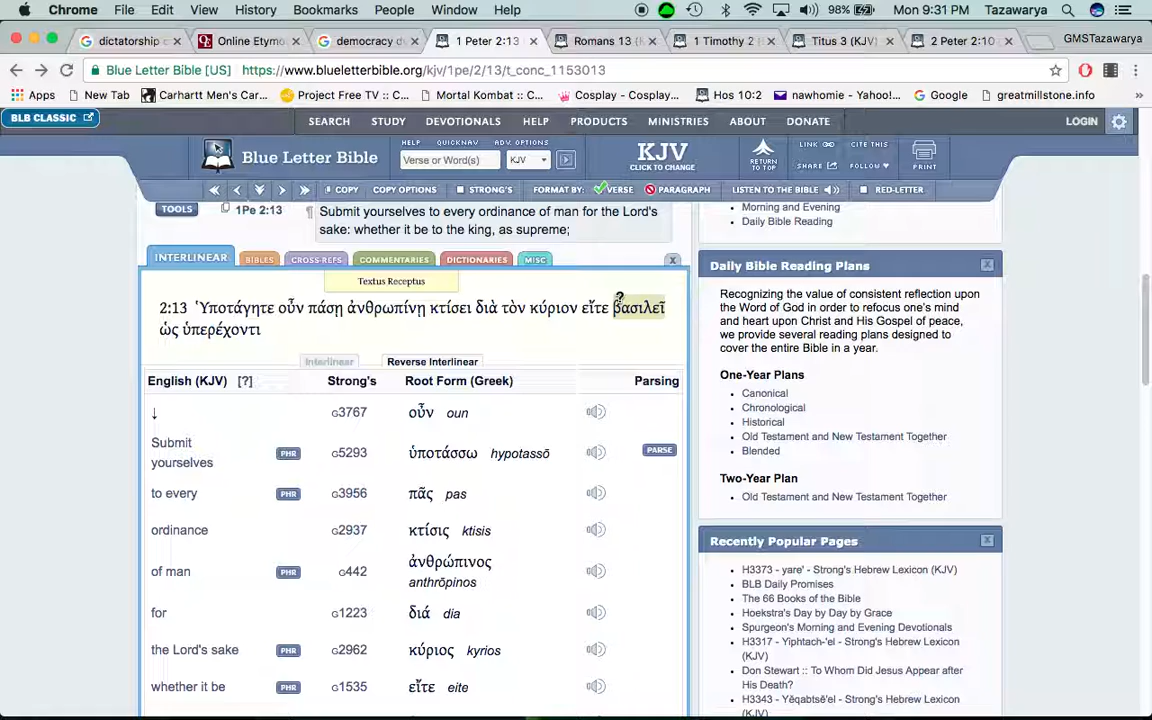 Chrome File Edit View History Bookmarks People Window Help 98% Mon 9:31 PM Tazawarya
dictatorship e Online Etymo democracy de 1 Peter 2:13 Romans 13 (K 1 Timothy 2 ( Titus 3 (KJV) 2 Peter 2:10 GMSTazawarya
Blue Letter Bible [US] https://www.blueletterbible.org/kjv/1pe/2/13/t_conc_1153013
Apps New Tab Carhartt Men's Car... Project Free TV :: C... Mortal Kombat :: C... Cosplay - Cosplay... Hos 10:2 nawhomie - Yahoo!... Google greatmillstone.info »
BLB CLASSIC SEARCH STUDY DEVOTIONALS HELP PRODUCTS MINISTRIES ABOUT DONATE LOGIN
Blue Letter Bible
HELP QUICKNAV ADV. OPTIONS
Verse or Word(s) KJV
KJV
CLICK TO CHANGE
RETURN
TO TOP
LINK CITE THIS
SHARE FOLLOW PRINT
COPY COPY OPTIONS STRONG'S FORMAT BY: VERSE PARAGRAPH LISTEN TO THE BIBLE RED-LETTER
TOOLS 1Pe 2:13 ¶ Submit yourselves to every ordinance of man for the Lord's
sake: whether it be to the king, as supreme;
INTERLINEAR BIBLES CROSS-REFS COMMENTARIES DICTIONARIES MISC X
Textus Receptus
2:13 Ὑποτάγητε οὖν πάσῃ ἀνθρωπίνῃ κτίσει διὰ τὸν κύριον εἴτε βασιλεῖ
ὡς ὑπερέχοντι
Interlinear Reverse Interlinear
English (KJV) [?] Strong's Root Form (Greek) Parsing
↓ G3767 οὖν oun
Submit
yourselves PHR G5293 ὑποτάσσω hypotassō PARSE
to every PHR G3956 πᾶς pas
ordinance G2937 κτίσις ktisis
of man PHR G442 ἀνθρώπινος
anthrōpinos
for G1223 διά dia
the Lord's sake PHR G2962 κύριος kyrios
whether it be PHR G1535 εἴτε eite
Morning and Evening
Daily Bible Reading
Daily Bible Reading Plans
Recognizing the value of consistent reflection upon
the Word of God in order to refocus one's mind
and heart upon Christ and His Gospel of peace,
we provide several reading plans designed to
cover the entire Bible in a year.
One-Year Plans
Canonical
Chronological
Historical
Old Testament and New Testament Together
Blended
Two-Year Plan
Old Testament and New Testament Together
Recently Popular Pages
H3373 - yare' - Strong's Hebrew Lexicon (KJV)
BLB Daily Promises
The 66 Books of the Bible
Hoekstra's Day by Day by Grace
Spurgeon's Morning and Evening Devotionals
H3317 - Yiphtach-'el - Strong's Hebrew Lexicon
(KJV)
Don Stewart :: To Whom Did Jesus Appear after
His Death?
H3343 - Yĕqabtsĕ'el - Strong's Hebrew Lexicon
(KJV)